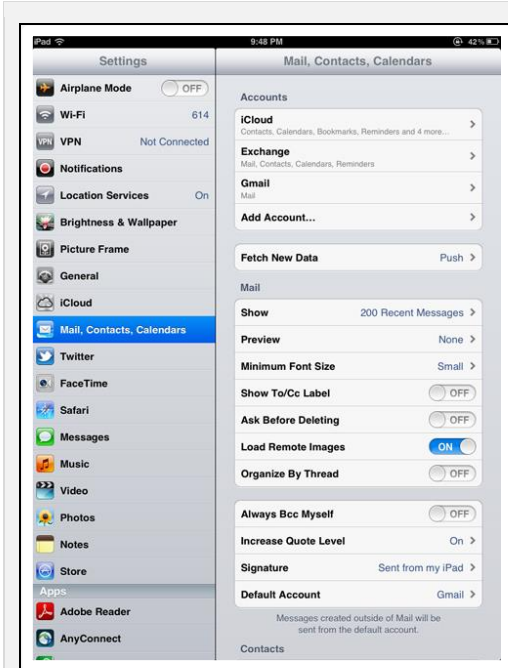 iPad 9:48 PM 42%
Settings
Airplane Mode OFF
Wi-Fi 614
VPN VPN Not Connected
Notifications
Location Services On
Brightness & Wallpaper
Picture Frame
General
iCloud
Mail, Contacts, Calendars
Twitter
FaceTime
Safari
Messages
Music
Video
Photos
Notes
Store
Apps
Adobe Reader
AnyConnect
Mail, Contacts, Calendars
Accounts
iCloud
Contacts, Calendars, Bookmarks, Reminders and 4 more...
Exchange
Mail, Contacts, Calendars, Reminders
Gmail
Mail
Add Account...
Fetch New Data Push
Mail
Show 200 Recent Messages
Preview None
Minimum Font Size Small
Show To/Cc Label OFF
Ask Before Deleting OFF
Load Remote Images ON
Organize By Thread OFF
Always Bcc Myself OFF
Increase Quote Level On
Signature Sent from my iPad
Default Account Gmail
Messages created outside of Mail will be
sent from the default account.
Contacts